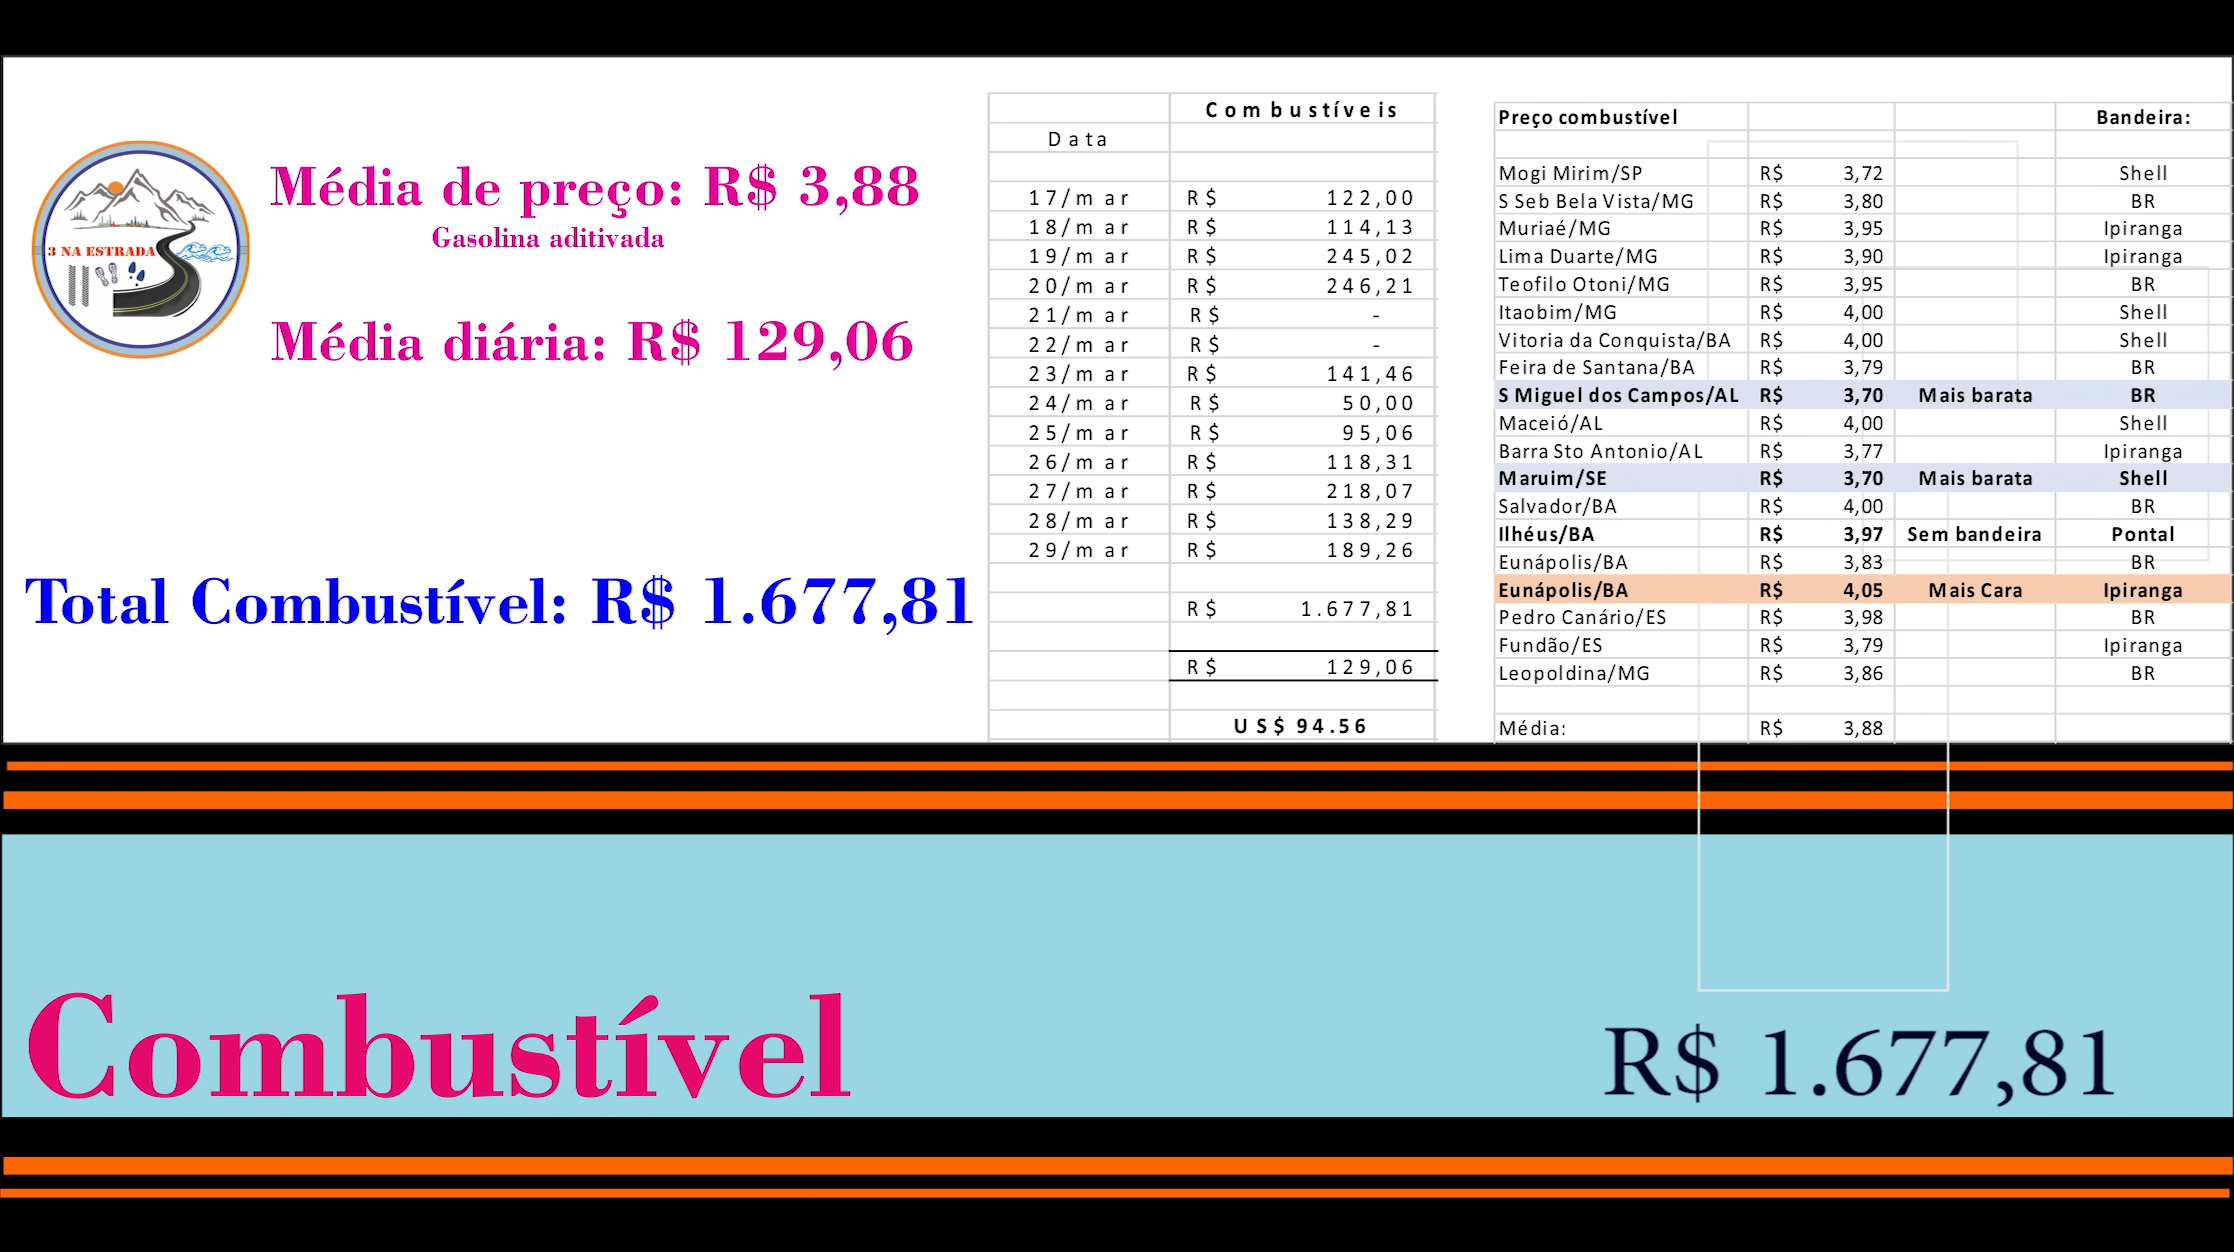 3 NA ESTRADA
Média de preço: R$ 3,88
Gasolina aditivada
Média diária: R$ 129,06
Total Combustível: R$ 1.677,81
Combustíveis
Data
17/mar R$ 122,00
18/mar R$ 114,13
19/mar R$ 245,02
20/mar R$ 246,21
21/mar R$ -
22/mar R$ -
23/mar R$ 141,46
24/mar R$ 50,00
25/mar R$ 95,06
26/mar R$ 118,31
27/mar R$ 218,07
28/mar R$ 138,29
29/mar R$ 189,26
R$ 1.677,81
R$ 129,06
US$ 94.56
Preço combustível Bandeira:
Mogi Mirim/SP R$ 3,72 Shell
S Seb Bela Vista/MG R$ 3,80 BR
Muriaé/MG R$ 3,95 Ipiranga
Lima Duarte/MG R$ 3,90 Ipiranga
Teofilo Otoni/MG R$ 3,95 BR
Itaobim/MG R$ 4,00 Shell
Vitoria da Conquista/BA R$ 4,00 Shell
Feira de Santana/BA R$ 3,79 BR
S Miguel dos Campos/AL R$ 3,70 Mais barata BR
Maceió/AL R$ 4,00 Shell
Barra Sto Antonio/AL R$ 3,77 Ipiranga
Maruim/SE R$ 3,70 Mais barata Shell
Salvador/BA R$ 4,00 BR
Ilhéus/BA R$ 3,97 Sem bandeira Pontal
Eunápolis/BA R$ 3,83 BR
Eunápolis/BA R$ 4,05 Mais Cara Ipiranga
Pedro Canário/ES R$ 3,98 BR
Fundão/ES R$ 3,79 Ipiranga
Leopoldina/MG R$ 3,86 BR
Média: R$ 3,88
Combustível
R$ 1.677,81